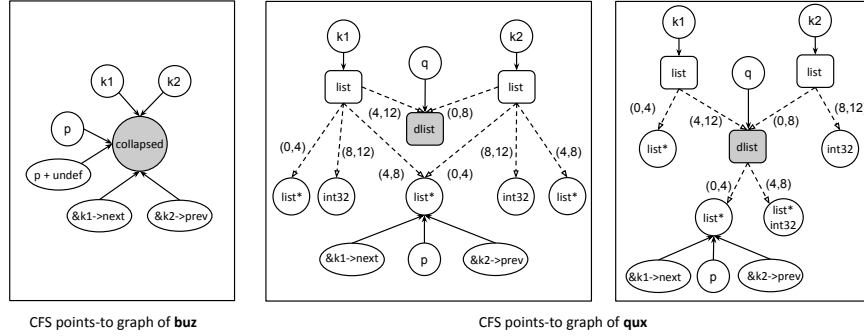 k1
k2
p
collapsed
p + undef
&k1->next
&k2->prev
CFS points-to graph of buz
k1
k2
q
list
list
(4,12)
(0,8)
dlist
(0,4)
(8,12)
(4,8)
(0,4)
(8,12)
(4,8)
list*
int32
list*
int32
list*
&k1->next
p
&k2->prev
k1
k2
q
list
list
(0,4)
(4,12)
(0,8)
(8,12)
list*
dlist
int32
(0,4)
(4,8)
list*
list*
int32
&k1->next
p
&k2->prev
CFS points-to graph of qux